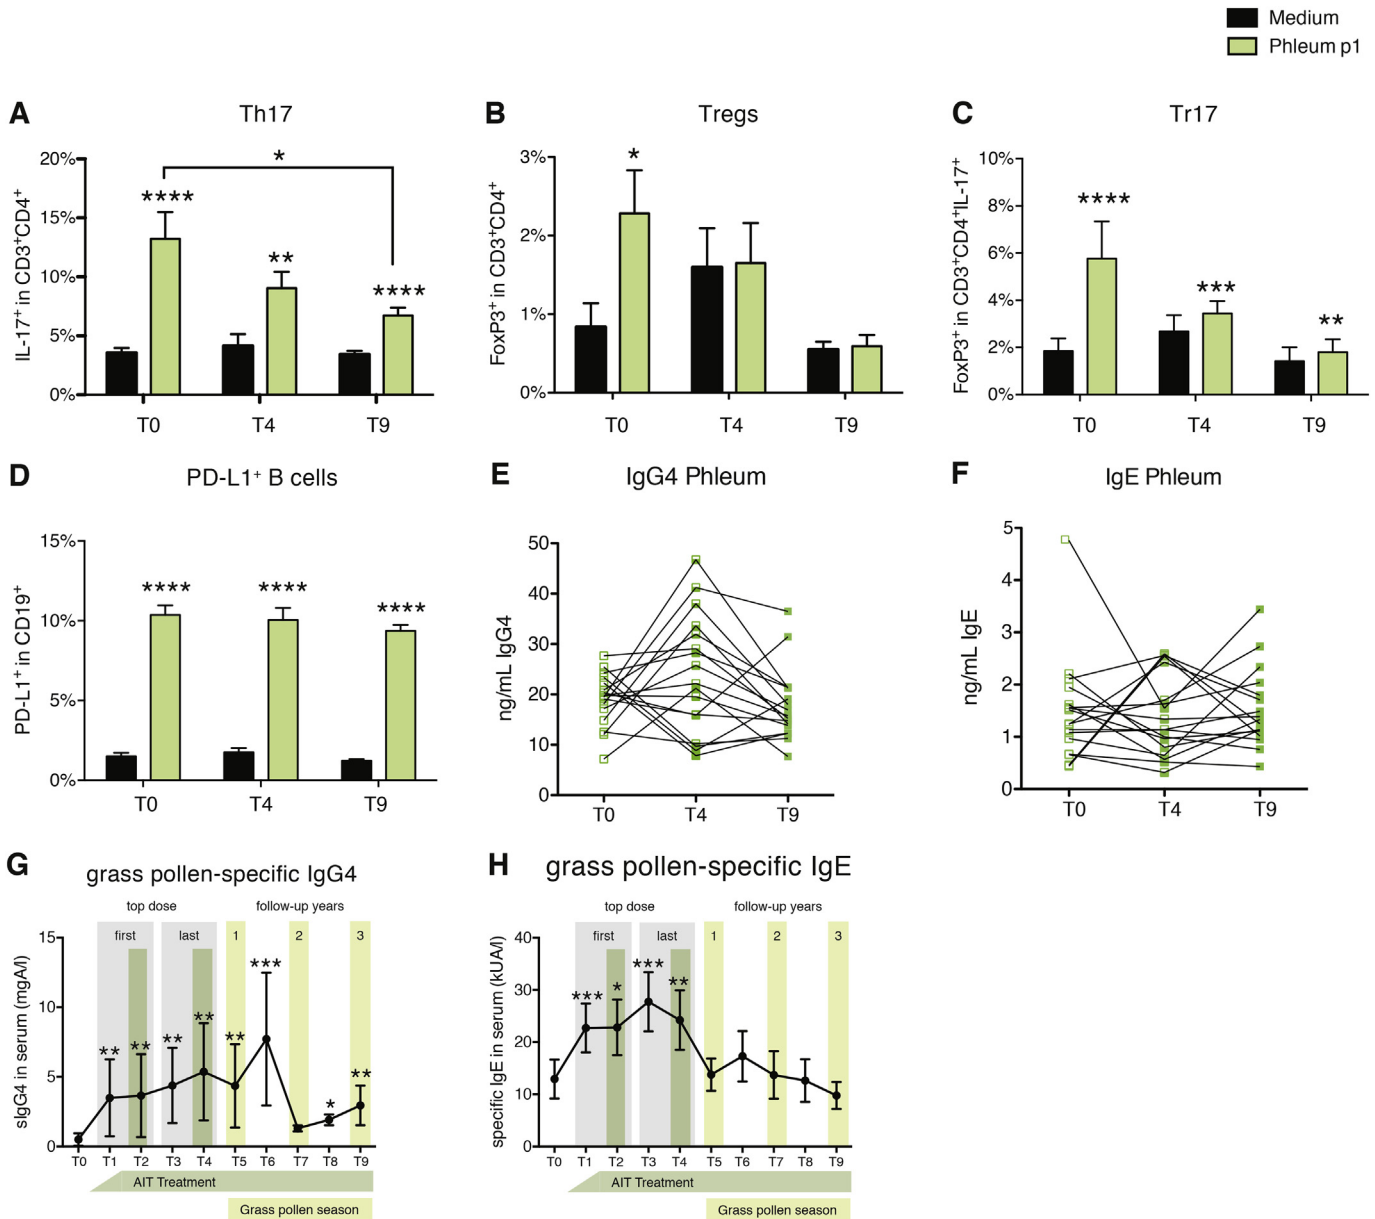 Medium
Phleum p1
A Th17
B Tregs
C Tr17
IL-17+ in CD3+CD4+
20%
15%
10%
5%
0%
*
****
**
****
T0 T4 T9
FoxP3+ in CD3+CD4+
3%
2%
1%
0%
*
T0 T4 T9
FoxP3+ in CD3+CD4+IL-17+
10%
8%
6%
4%
2%
0%
****
***
**
T0 T4 T9
D PD-L1+ B cells
E IgG4 Phleum
F IgE Phleum
PD-L1+ in CD19+
15%
10%
5%
0%
**** **** ****
T0 T4 T9
ng/mL IgG4
50
40
30
20
10
0
T0 T4 T9
ng/mL IgE
5
4
3
2
1
0
T0 T4 T9
G grass pollen-specific IgG4
top dose follow-up years
first last 1 2 3
sIgG4 in serum (mgA/l)
15
10
5
0
** ** ** ** ** *** * **
T0 T1 T2 T3 T4 T5 T6 T7 T8 T9
AIT Treatment
Grass pollen season
H grass pollen-specific IgE
top dose follow-up years
first last 1 2 3
specific IgE in serum (kUA/l)
40
30
20
10
0
*** * *** **
T0 T1 T2 T3 T4 T5 T6 T7 T8 T9
AIT Treatment
Grass pollen season